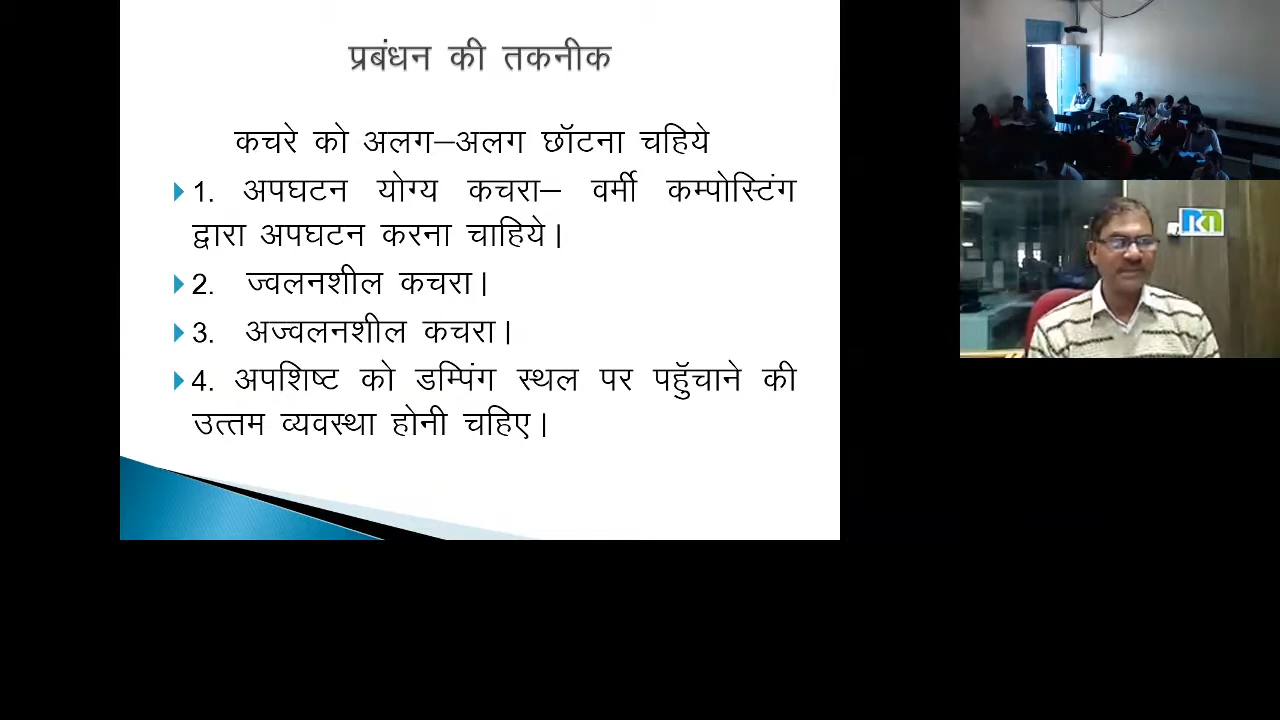 प्रबंधन की तकनीक
कचरे को अलग–अलग छॉटना चहिये
1. अपघटन योग्य कचरा– वर्मी कम्पोस्टिंग
द्वारा अपघटन करना चाहिये।
2. ज्वलनशील कचरा।
3. अज्वलनशील कचरा।
4. अपशिष्ट को डम्पिंग स्थल पर पहुॅचाने की
उत्तम व्यवस्था होनी चहिए।